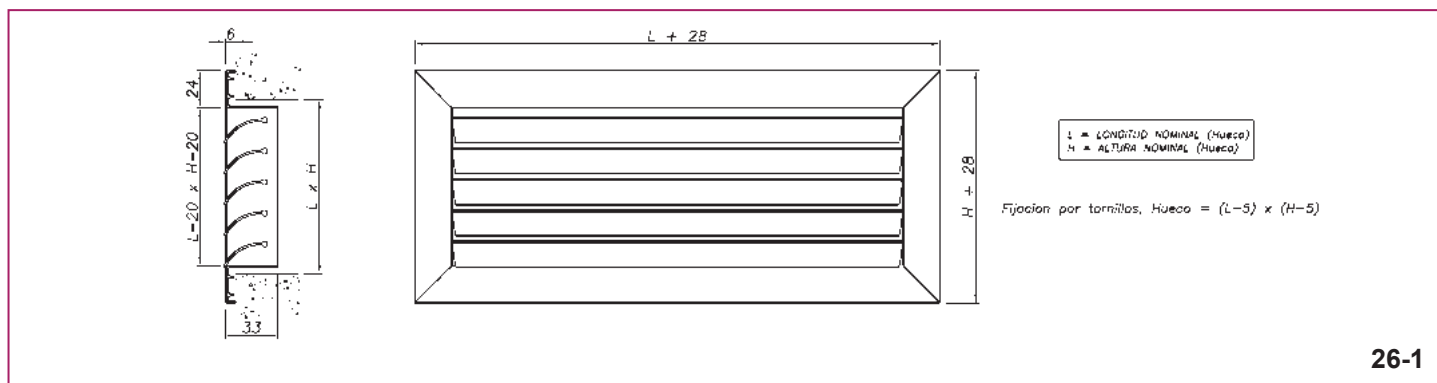 6
24
L-20 x H-20
L x H
33
L + 28
H + 28
L = LONGITUD NOMINAL (Hueco)
H = ALTURA NOMINAL (Hueco)
Fijacion por tornillos, Hueco = (L-5) x (H-5)
26-1